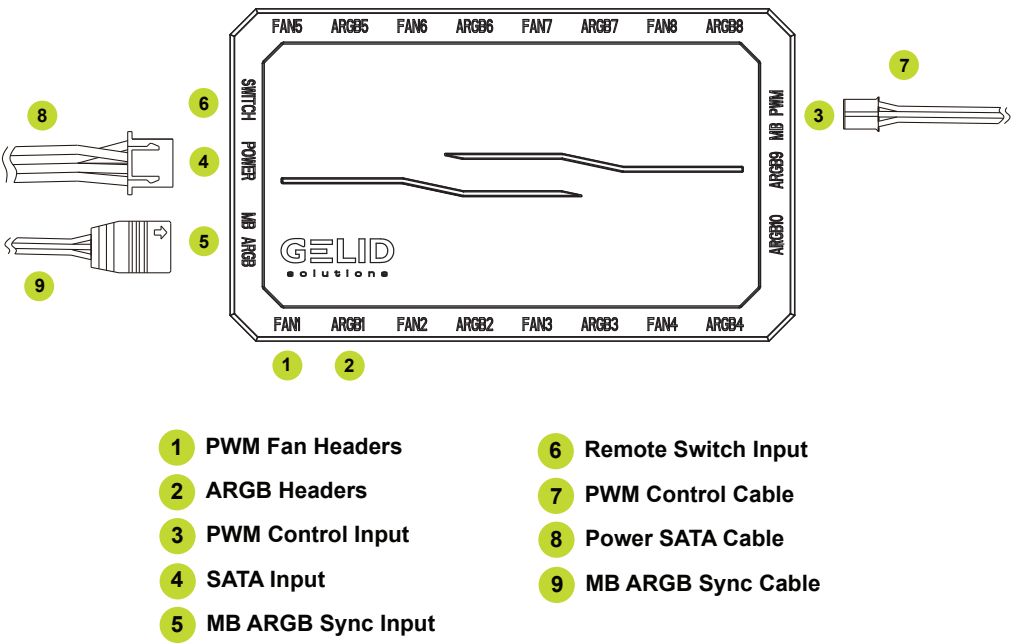 FAN5 ARGB5 FAN6 ARGB6 FAN7 ARGB7 FAN8 ARGB8
7
8
6
SWITCH
MB PWM
3
4
POWER
ARGB9
5
MB ARGB
ARGB10
GELID
solutions
9
FAN1 ARGB1 FAN2 ARGB2 FAN3 ARGB3 FAN4 ARGB4
1 2
1 PWM Fan Headers
2 ARGB Headers
3 PWM Control Input
4 SATA Input
5 MB ARGB Sync Input
6 Remote Switch Input
7 PWM Control Cable
8 Power SATA Cable
9 MB ARGB Sync Cable